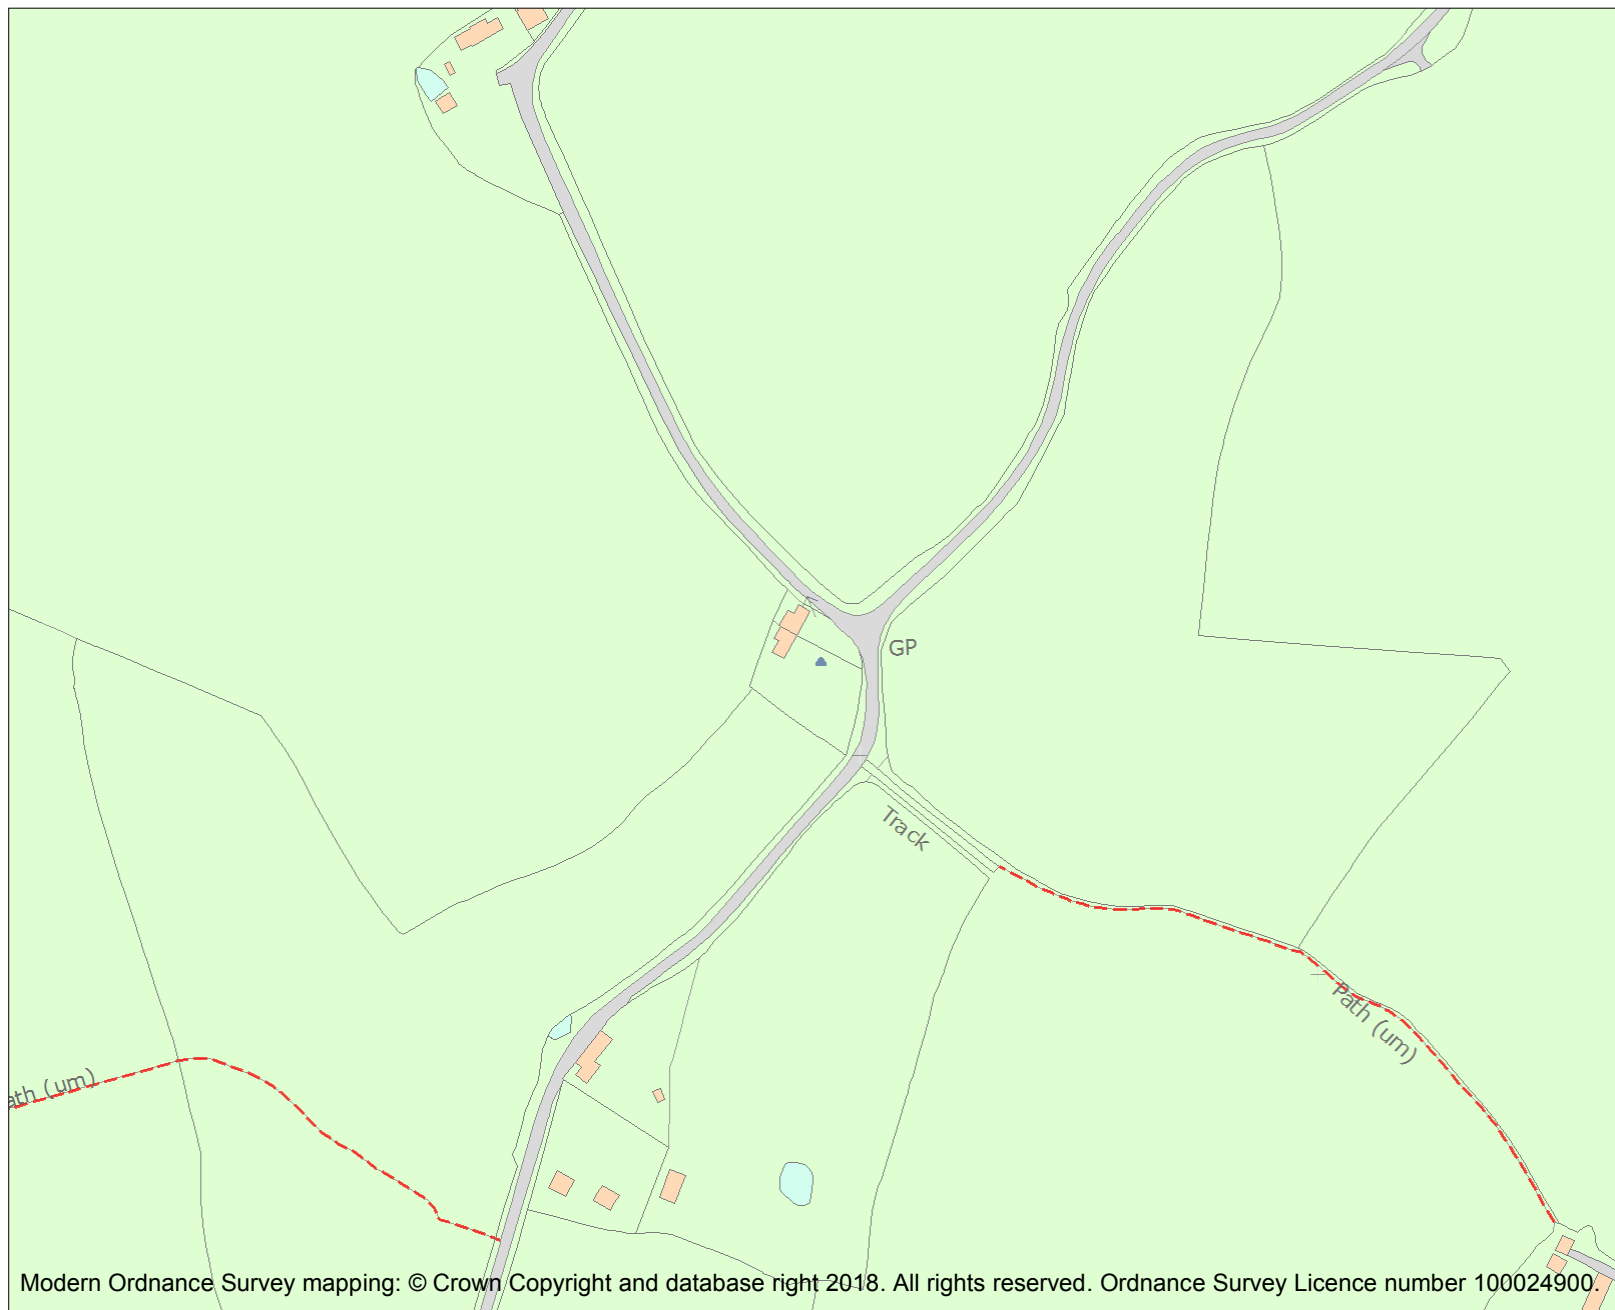 GP
Track
Path (um)
ath (um)
Modern Ordnance Survey mapping: © Crown Copyright and database right 2018. All rights reserved. Ordnance Survey Licence number 100024900.